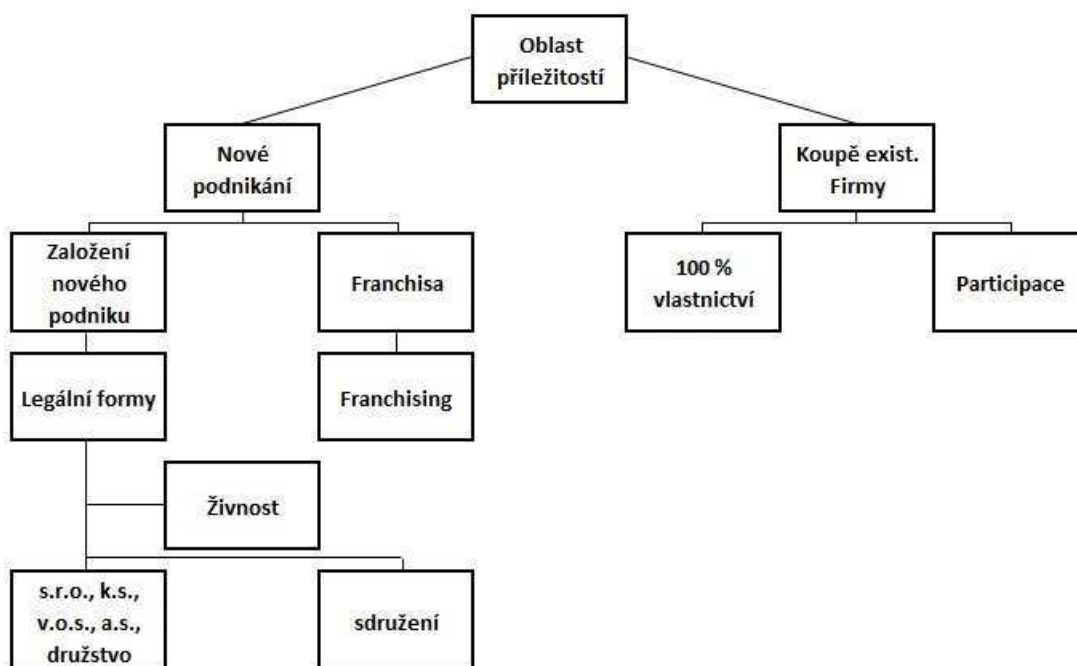 Oblast
příležitostí
Nové
podnikání
Koupě exist.
Firmy
Založení
nového
podniku
Franchisa
100 %
vlastnictví
Participace
Legální formy
Franchising
Živnost
s.r.o., k.s.,
v.o.s., a.s.,
družstvo
sdružení